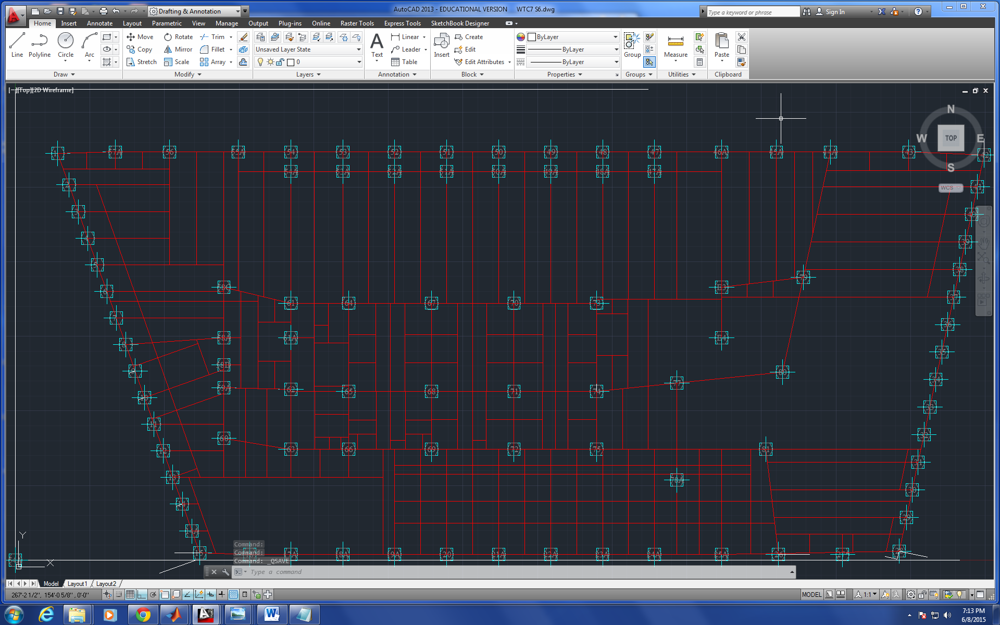 Drafting & Annotation
AutoCAD 2013 - EDUCATIONAL VERSION WTC7 S6.dwg
Type a keyword or phrase
Sign In
Home Insert Annotate Layout Parametric View Manage Output Plug-ins Online Raster Tools Express Tools SketchBook Designer
Line Polyline Circle Arc
Move Rotate Trim
Copy Mirror Fillet
Stretch Scale Array
Unsaved Layer State
0
Text
Linear
Leader
Table
Insert
Create
Edit
Edit Attributes
ByLayer
ByLayer
ByLayer
Group
Measure
Paste
Draw Modify Layers Annotation Block Properties Groups Utilities Clipboard
[−][Top][2D Wireframe]
N
W TOP E
S
WCS
1 57A 56 55A 54 53 52 51 50 49 48 47 46A 45A 44A 43 42
54A 53A 52A 51A 50A 49A 48A 47A
2 41
3 40
4 39
5 38
79
58C E3
6 37
61 64 67 70 73
7 36
58A 61A E4
8 35
58B
9 80 34
59A 62 65 68 71 74 77
10 33
11 32
60 63 66 69 72 75 81
12 31
13 78A
14 30
14A 29
15 17A 18A 19A 20 21A 22A 23A 24A 25A 26 27A 28
Y
X
Command:
Command:
Command: _QSAVE
Type a command
Model Layout1 Layout2
267'-2 1/2", 154'-0 5/8" , 0'-0"
MODEL
1:1
7:13 PM
6/8/2015